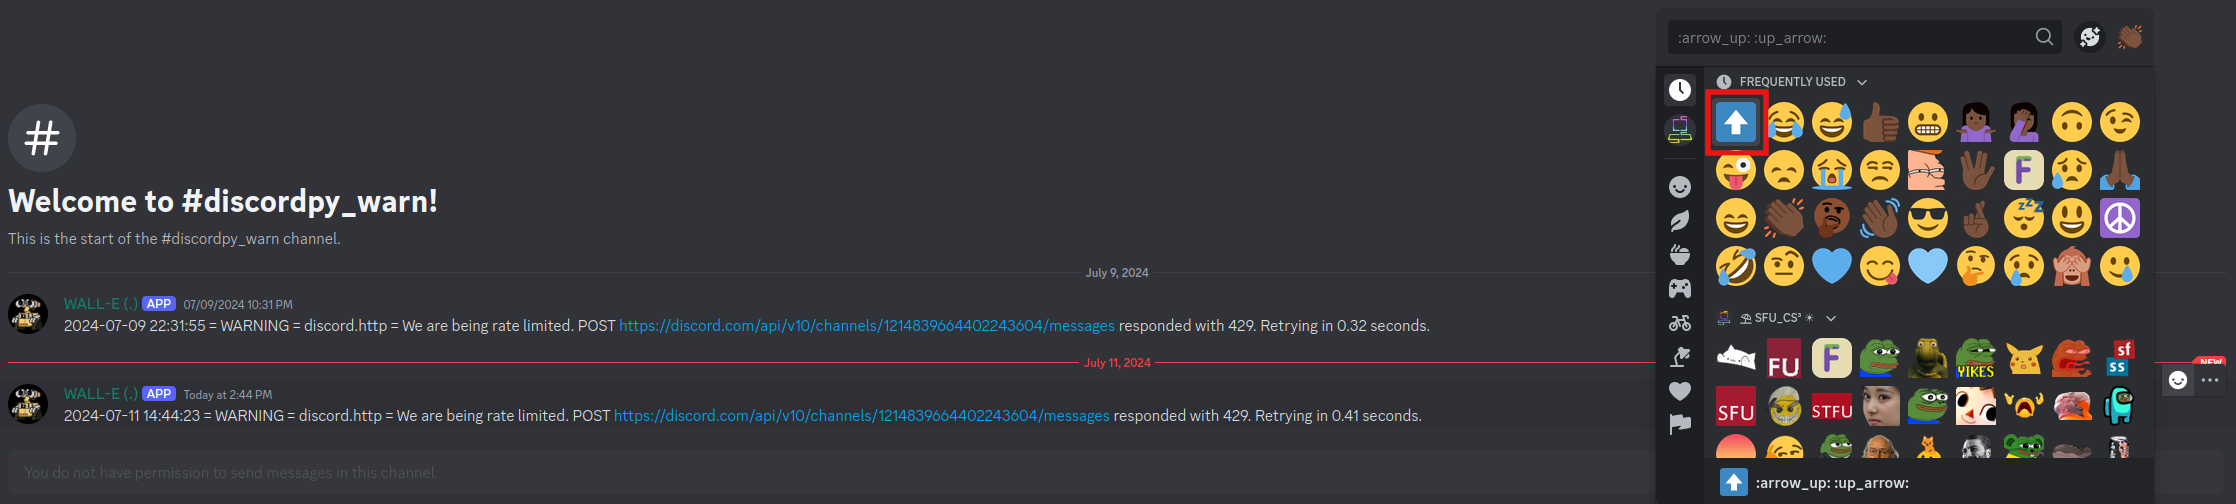 :arrow_up: :up_arrow:
FREQUENTLY USED
Welcome to #discordpy_warn!
This is the start of the #discordpy_warn channel.
July 9, 2024
WALL-E (.) APP 07/09/2024 10:31 PM
2024-07-09 22:31:55 = WARNING = discord.http = We are being rate limited. POST https://discord.com/api/v10/channels/1214839664402243604/messages responded with 429. Retrying in 0.32 seconds.
July 11, 2024
NEW
WALL-E (.) APP Today at 2:44 PM
2024-07-11 14:44:23 = WARNING = discord.http = We are being rate limited. POST https://discord.com/api/v10/channels/1214839664402243604/messages responded with 429. Retrying in 0.41 seconds.
You do not have permission to send messages in this channel.
F
zzz
SFU_CS³
FU F YIKES sf ss
SFU STFU
:arrow_up: :up_arrow: